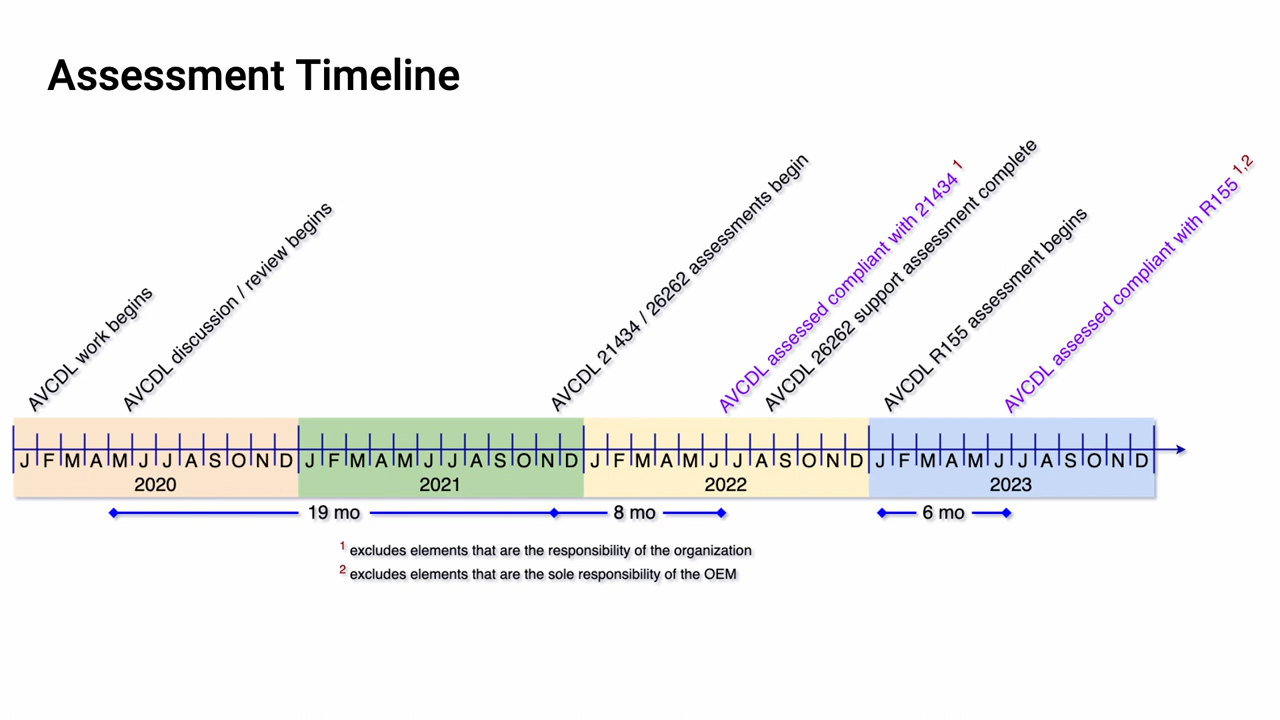 Assessment Timeline
AVCDL work begins
AVCDL discussion / review begins
AVCDL 21434 / 26262 assessments begin
AVCDL assessed compliant with 21434 1
AVCDL 26262 support assessment complete
AVCDL R155 assessment begins
AVCDL assessed compliant with R155 1,2
J F M A M J J A S O N D J F M A M J J A S O N D J F M A M J J A S O N D J F M A M J J A S O N D
2020 2021 2022 2023
19 mo 8 mo 6 mo
1 excludes elements that are the responsibility of the organization
2 excludes elements that are the sole responsibility of the OEM